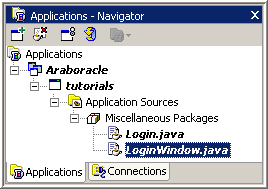 Applications - Navigator
Applications
Araboracle
tutorials
Application Sources
Miscellaneous Packages
Login.java
LoginWindow.java
Applications
Connections